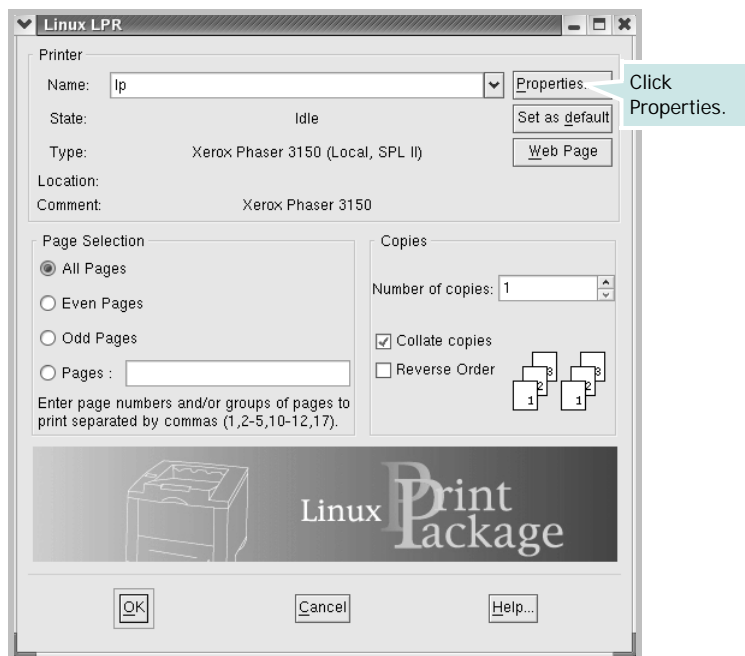 Linux LPR
Printer
Name: lp Properties...
Click
Properties.
State: Idle Set as default
Type: Xerox Phaser 3150 (Local, SPL II) Web Page
Location:
Comment: Xerox Phaser 3150
Page Selection
All Pages
Even Pages
Odd Pages
Pages :
Enter page numbers and/or groups of pages to
print separated by commas (1,2-5,10-12,17).
Copies
Number of copies: 1
Collate copies
Reverse Order
1 2 3 1 2 3
Linux Print
Package
OK Cancel Help...